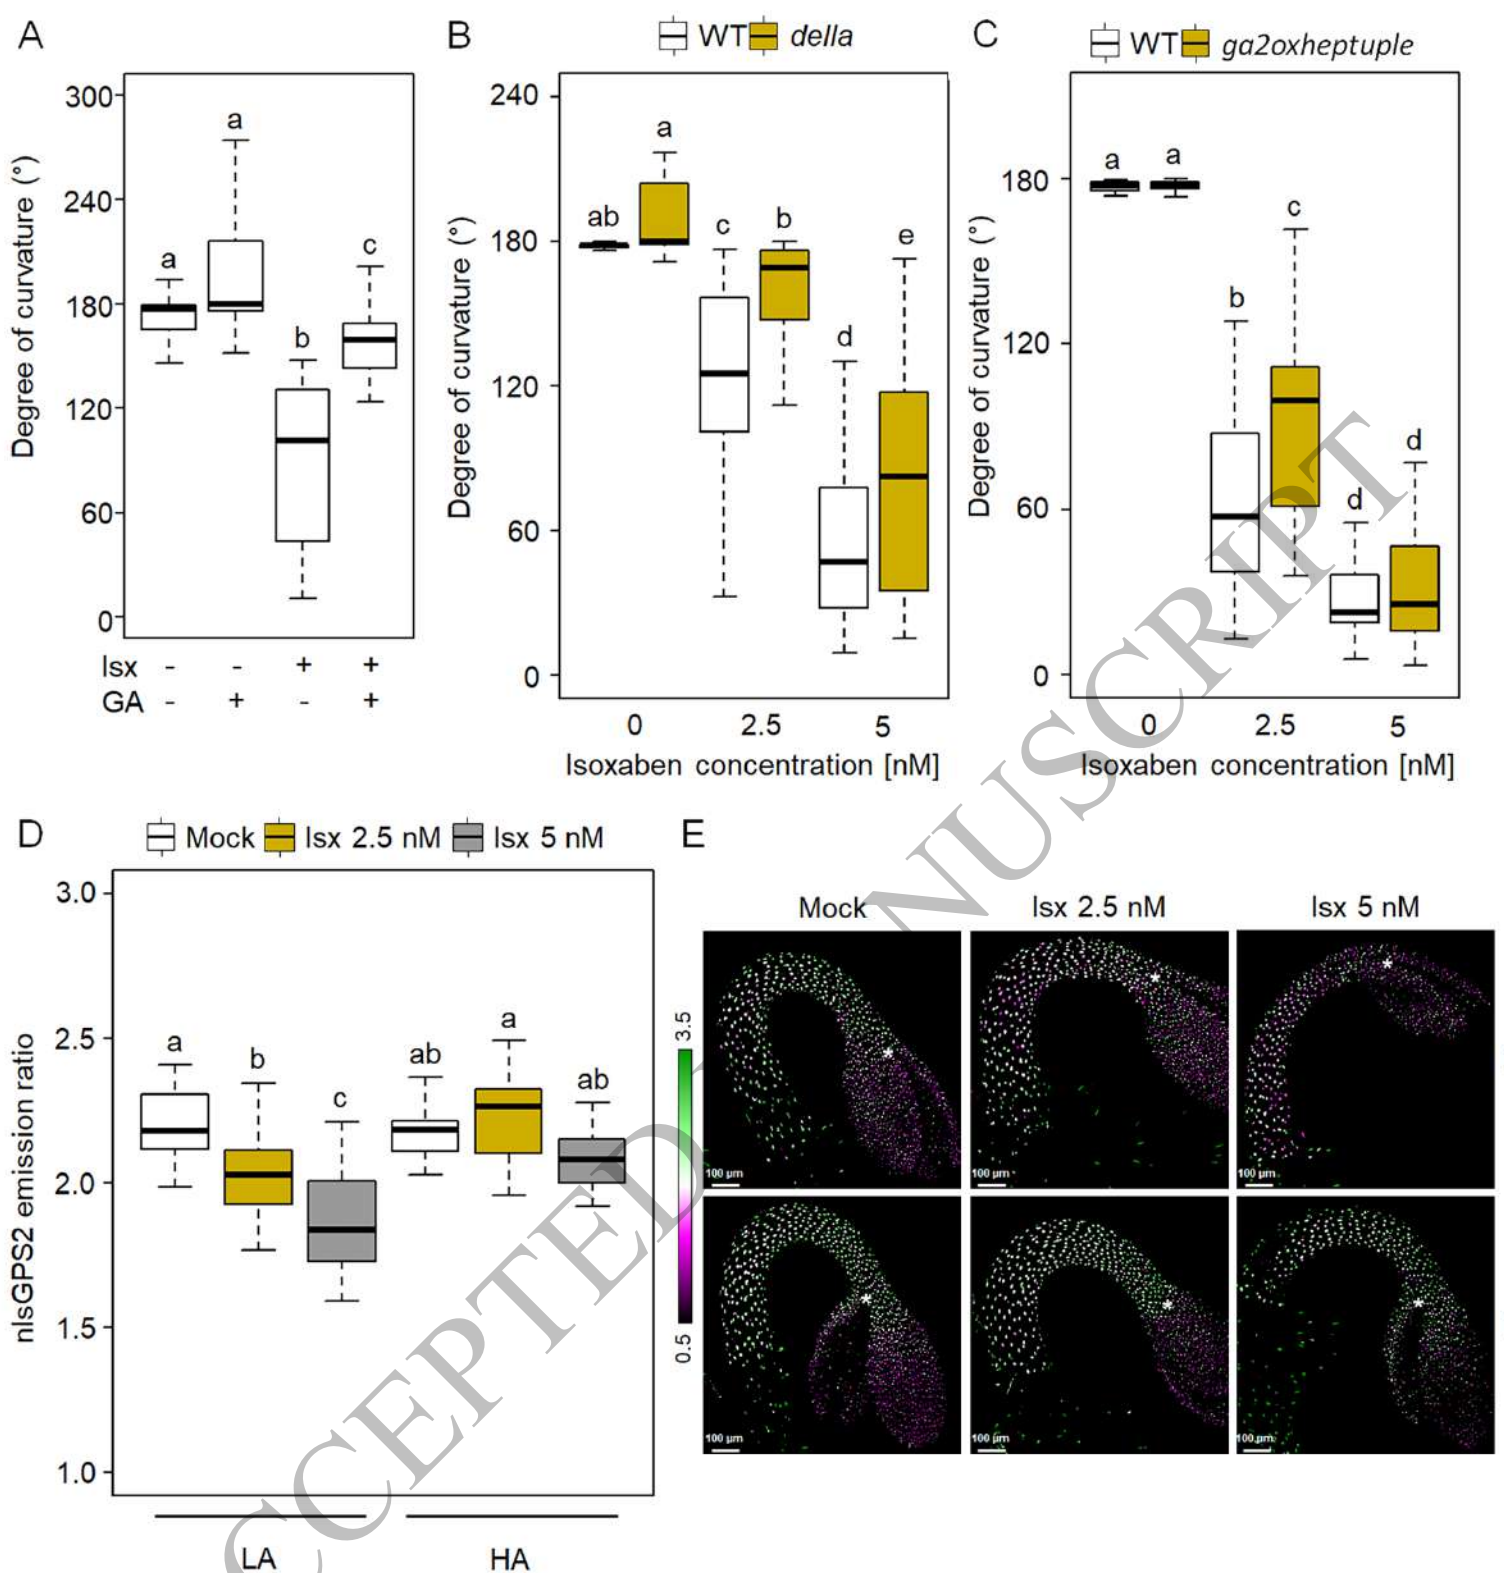 A
300
240
180
120
60
0
Degree of curvature (°)
a
a
b
c
Isx - - + +
GA - + - +
B
WT della
240
180
120
60
0
Degree of curvature (°)
ab
a
c
b
d
e
0 2.5 5
Isoxaben concentration [nM]
C
WT ga2oxheptuple
180
120
60
0
Degree of curvature (°)
a
a
b
c
d
d
0 2.5 5
Isoxaben concentration [nM]
D
Mock Isx 2.5 nM Isx 5 nM
3.0
2.5
2.0
1.5
1.0
nlsGPS2 emission ratio
a
b
c
ab
a
ab
LA HA
E
Mock Isx 2.5 nM Isx 5 nM
3.5
0.5
*
*
*
100 µm 100 µm 100 µm
*
*
*
100 µm 100 µm 100 µm
CCEPTED
NUSCRIPT